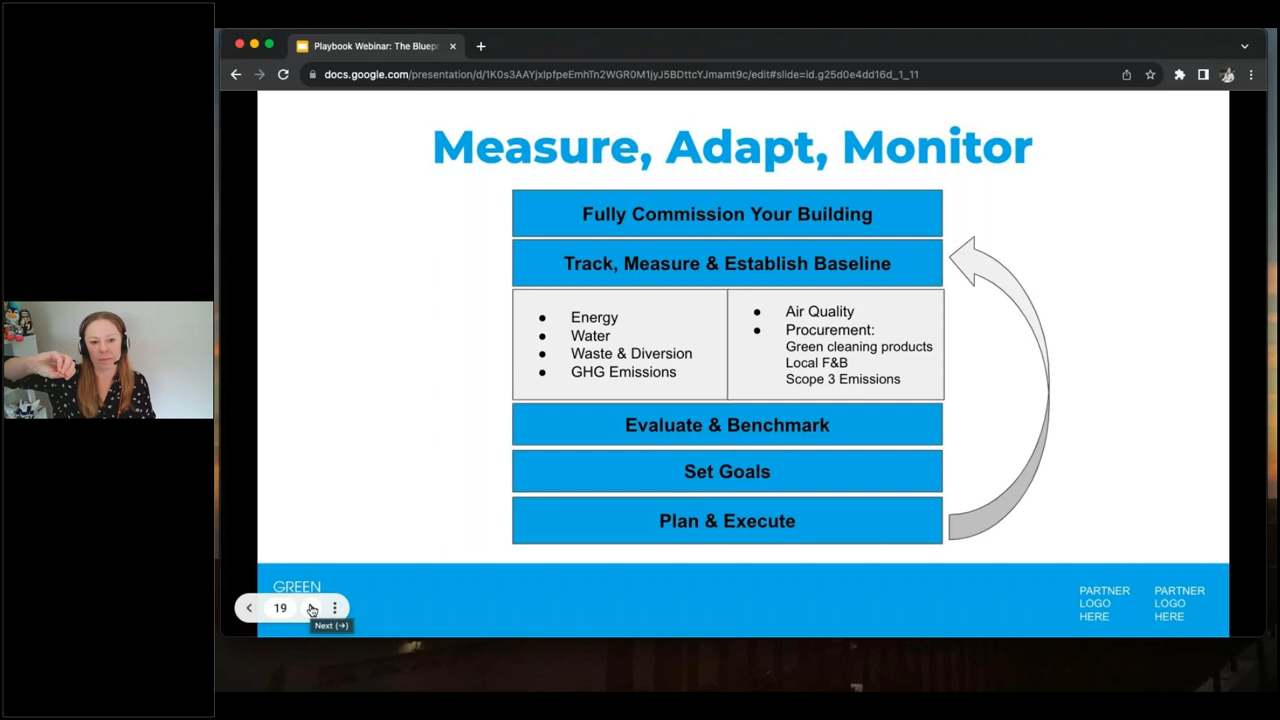 Playbook Webinar: The Bluep
docs.google.com/presentation/d/1K0s3AAYjxIpfpeEmhTn2WGR0M1jyJ5BDttcYJmamt9c/edit#slide=id.g25d0e4dd16d_1_11
Measure, Adapt, Monitor
Fully Commission Your Building
Track, Measure & Establish Baseline
Energy
Water
Waste & Diversion
GHG Emissions
Air Quality
Procurement:
Green cleaning products
Local F&B
Scope 3 Emissions
Evaluate & Benchmark
Set Goals
Plan & Execute
GREEN
19
Next (→)
PARTNER
LOGO
HERE
PARTNER
LOGO
HERE